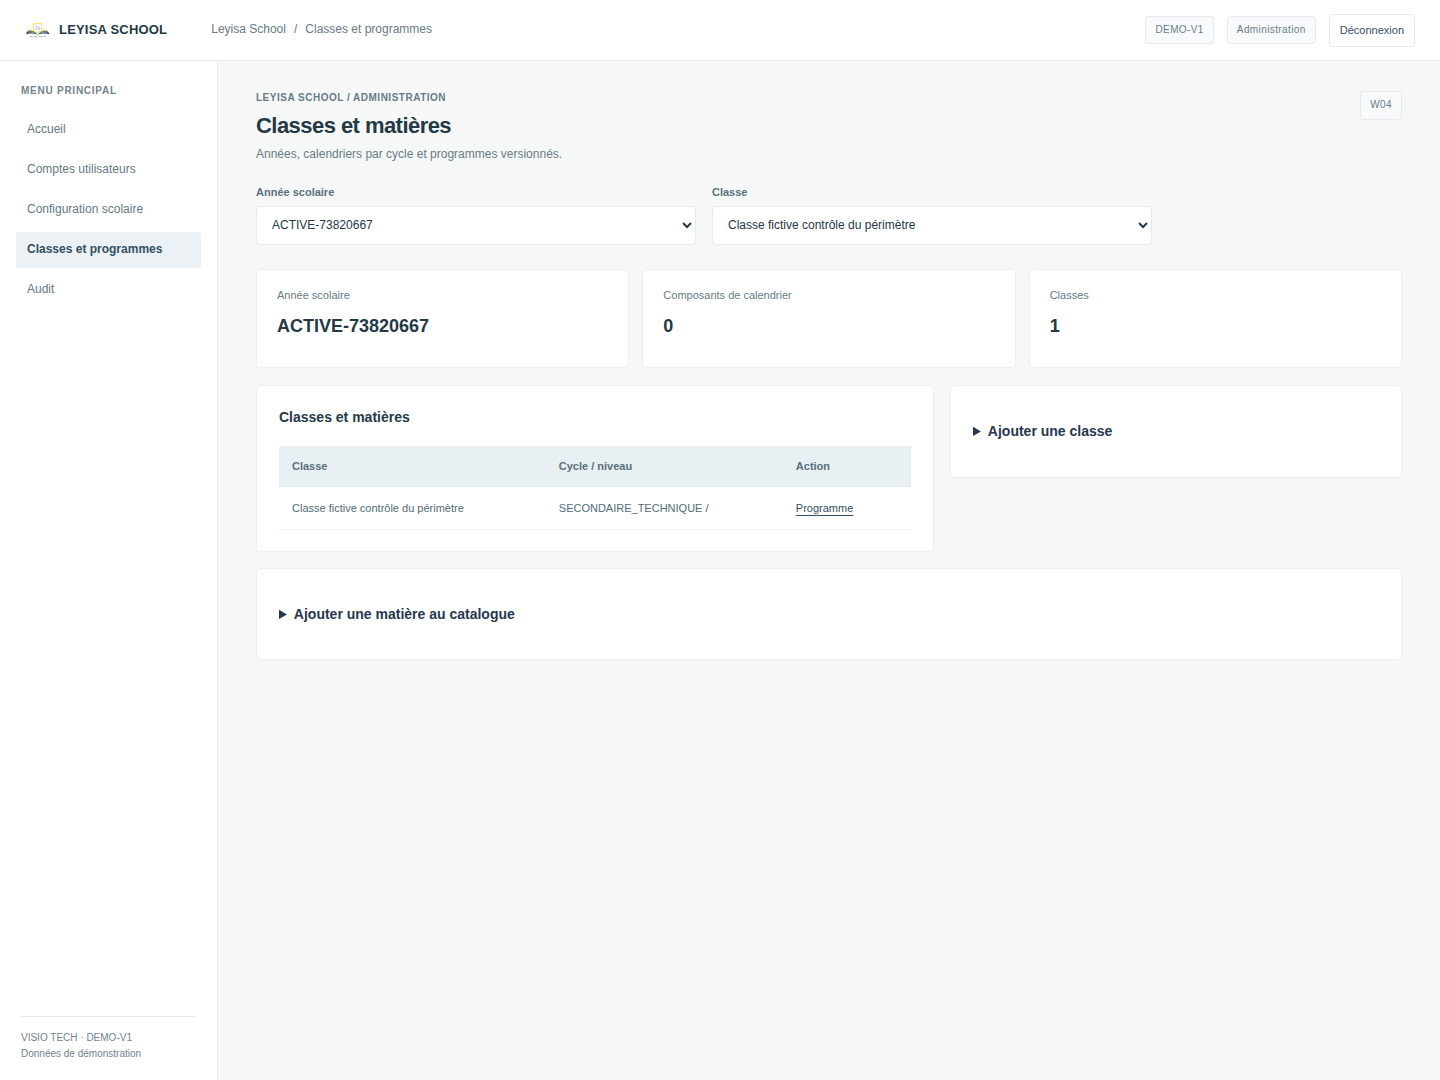 LEYISA SCHOOL
Leyisa School / Classes et programmes
DEMO-V1
Administration
Déconnexion
MENU PRINCIPAL
Accueil
Comptes utilisateurs
Configuration scolaire
Classes et programmes
Audit
VISIO TECH · DEMO-V1
Données de démonstration
LEYISA SCHOOL / ADMINISTRATION
W04
Classes et matières
Années, calendriers par cycle et programmes versionnés.
Année scolaire
Classe
ACTIVE-73820667
Classe fictive contrôle du périmètre
Année scolaire
ACTIVE-73820667
Composants de calendrier
0
Classes
1
Classes et matières
Classe Cycle / niveau Action
Classe fictive contrôle du périmètre SECONDAIRE_TECHNIQUE / Programme
Ajouter une classe
Ajouter une matière au catalogue